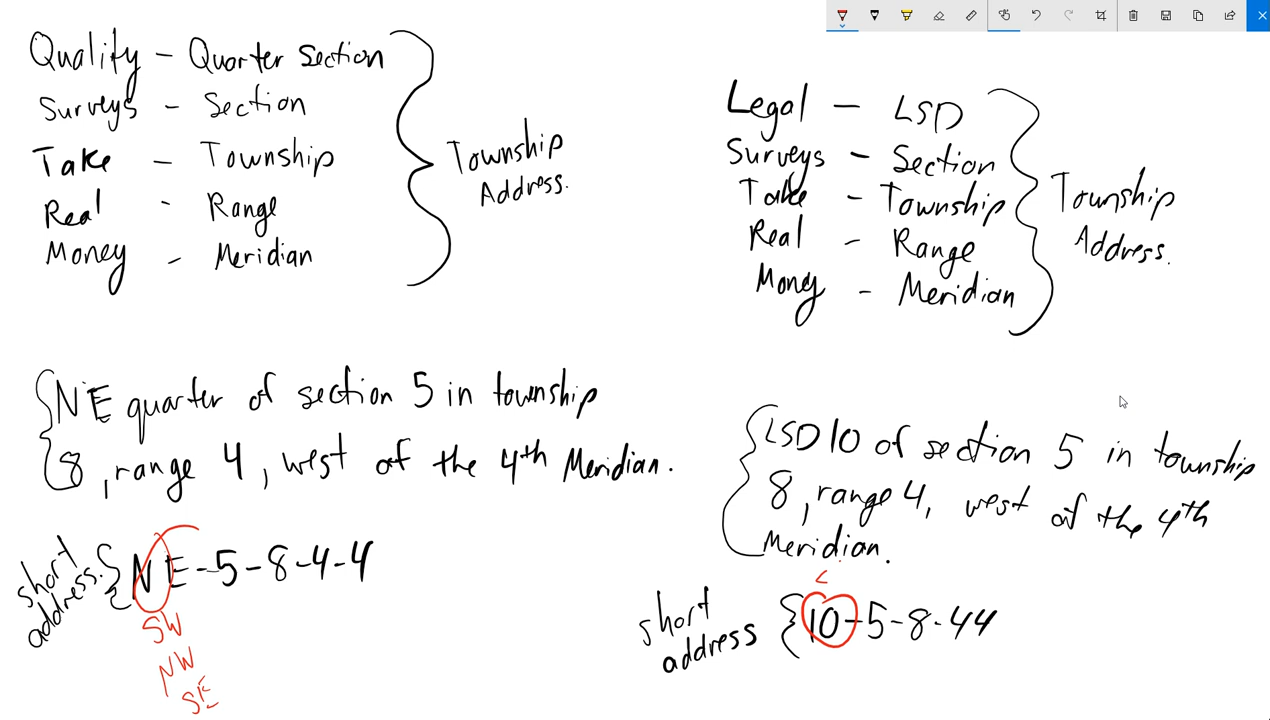 Quality - Quarter Section
Surveys - Section
Take - Township
Real - Range
Money - Meridian
Township
Address.
Legal - LSD
Surveys - Section
Take - Township
Real - Range
Money - Meridian
Township
Address.
NE quarter of section 5 in township
8, range 4, west of the 4th Meridian.
short
address.
NE-5-8-4-4
SW
NW
SE
LSD 10 of section 5 in township
8, range 4, west of the 4th
Meridian.
short
address
10-5-8-44